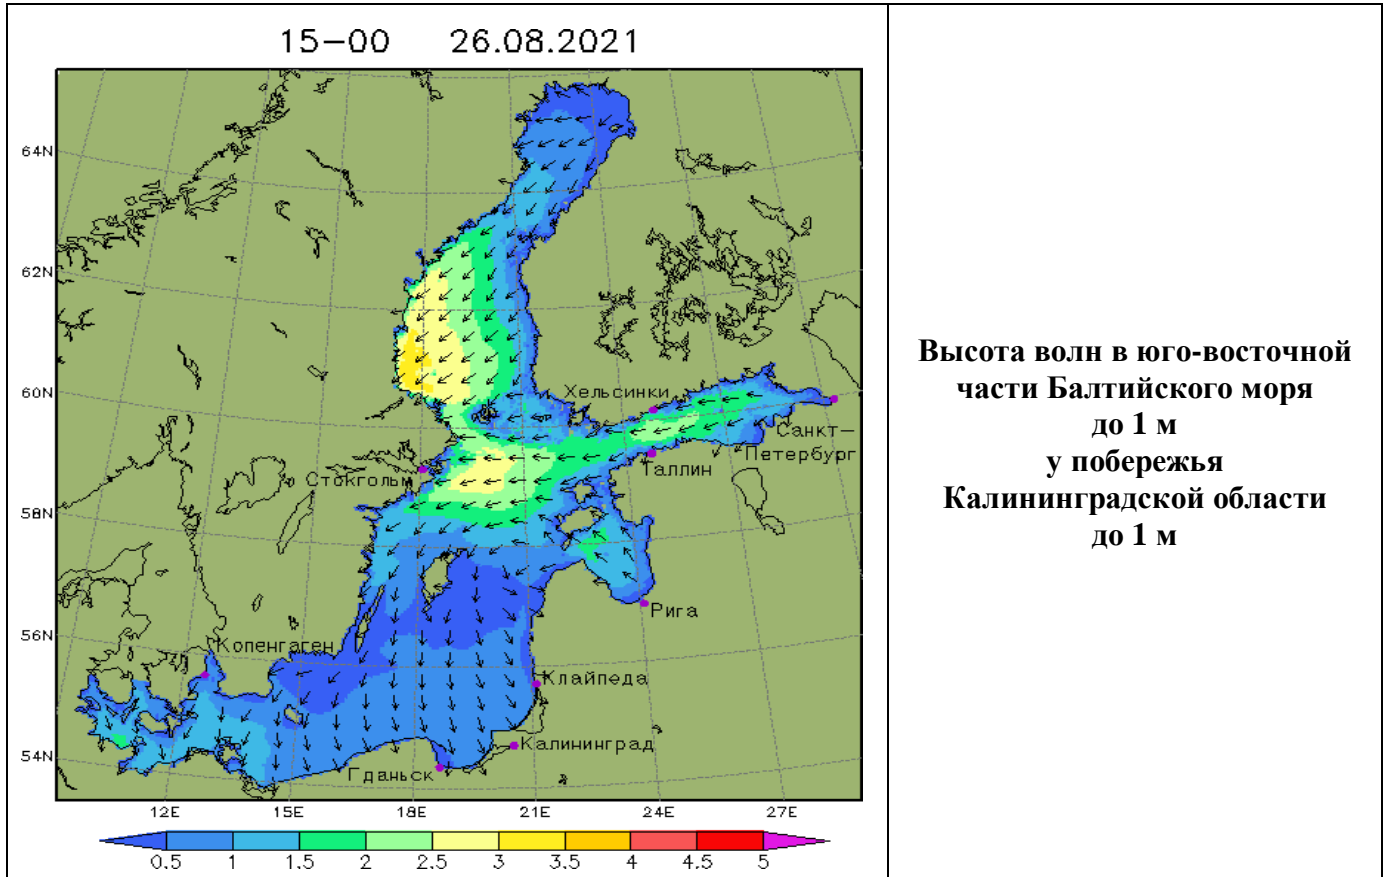 15-00 26.08.2021
64N
62N
60N
58N
56N
54N
Хельсинки
Санкт-
Петербург
Таллин
Стокгольм
Рига
Копенгаген
Клайпеда
Калининград
Гданьск
12E 15E 18E 21E 24E 27E
0.5 1 1.5 2 2.5 3 3.5 4 4.5 5
Высота волн в юго-восточной
части Балтийского моря
до 1 м
у побережья
Калининградской области
до 1 м